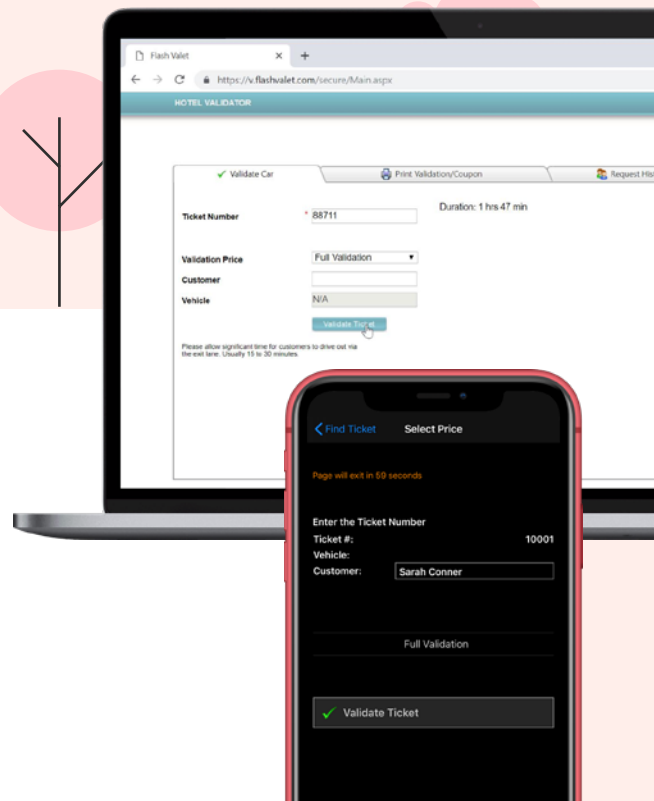 Flash Valet
https://v.flashvalet.com/secure/Main.aspx
HOTEL VALIDATOR
Validate Car
Print Validation/Coupon
Request His
Ticket Number * 88711 Duration: 1 hrs 47 min
Validation Price Full Validation
Customer
Vehicle N/A
Validate Ticket
Please allow significant time for customers to drive out via
the exit lane: Usually 15 to 30 minutes
Find Ticket Select Price
Page will exit in 59 seconds
Enter the Ticket Number
Ticket #: 10001
Vehicle:
Customer: Sarah Conner
Full Validation
Validate Ticket